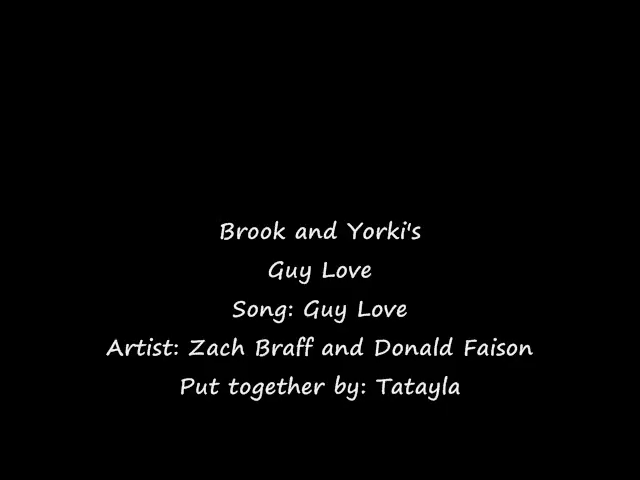 Brook and Yorki's
Guy Love
Song: Guy Love
Artist: Zach Braff and Donald Faison
Put together by: Tatayla